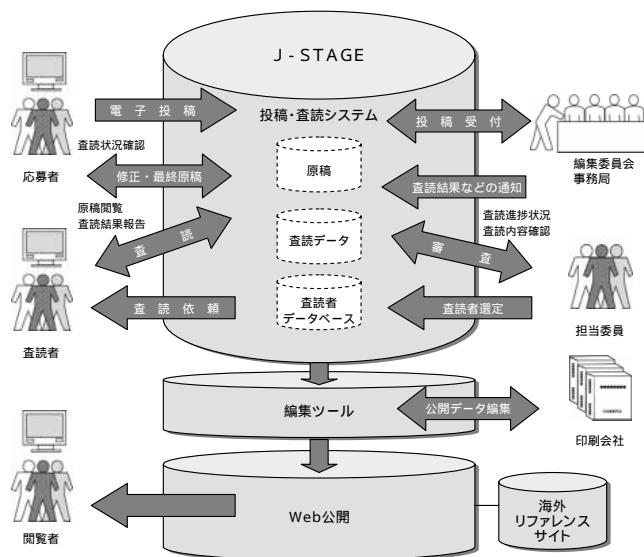 J-STAGE
投稿・査読システム
電子投稿
投稿受付
査読状況確認
応募者
修正・最終原稿
原稿
査読結果などの通知
編集委員会
事務局
原稿閲覧
査読結果報告
査読
査読データ
査読進捗状況
査読内容確認
審査
査読依頼
査読者
データベース
査読者選定
査読者
担当委員
編集ツール
公開データ編集
印刷会社
Web公開
閲覧者
海外
リファレンス
サイト